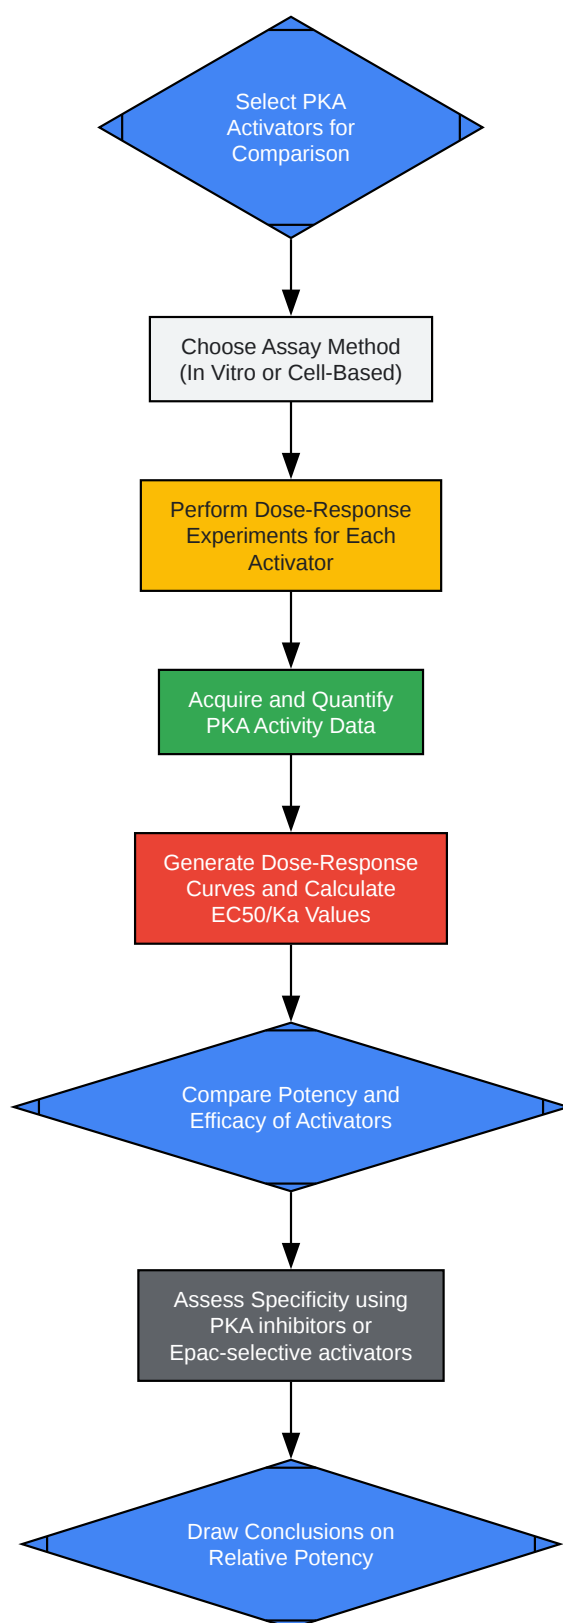 Select PKA
Activators for
Comparison
Choose Assay Method
(In Vitro or Cell-Based)
Perform Dose-Response
Experiments for Each
Activator
Acquire and Quantify
PKA Activity Data
Generate Dose-Response
Curves and Calculate
EC50/Ka Values
Compare Potency and
Efficacy of Activators
Assess Specificity using
PKA inhibitors or
Epac-selective activators
Draw Conclusions on
Relative Potency